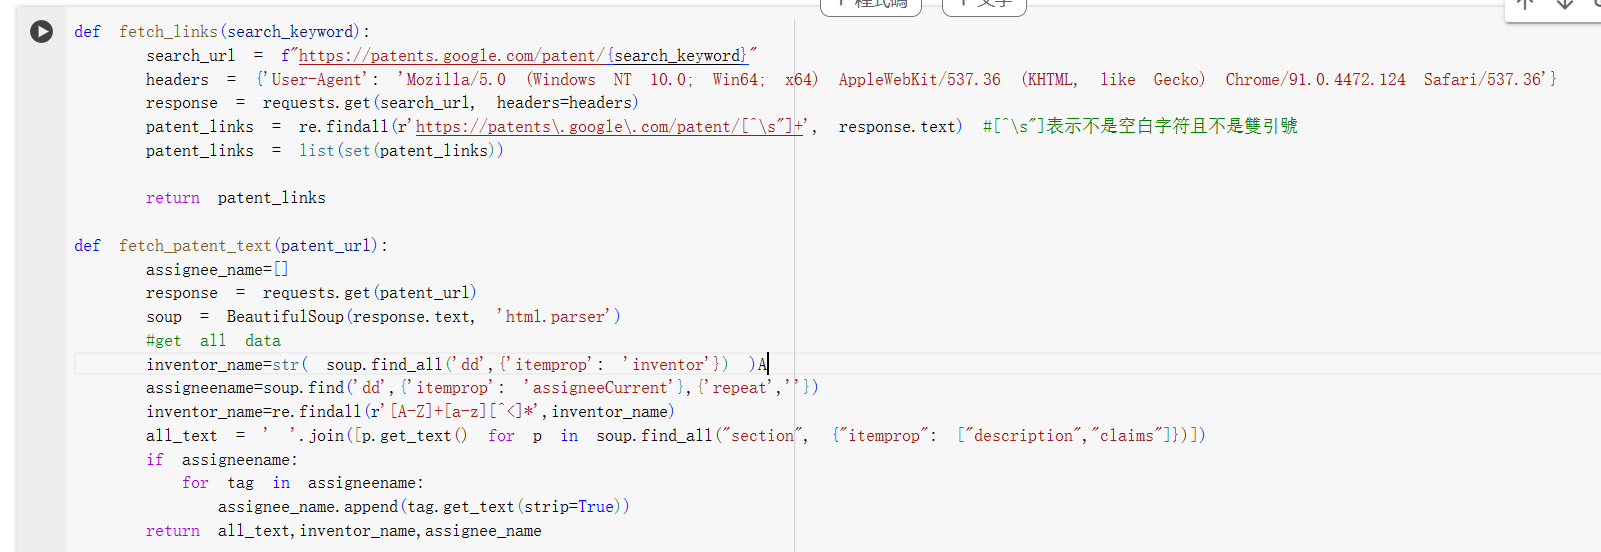 + 程式碼 + 文字
def fetch_links(search_keyword):
search_url = f"https://patents.google.com/patent/{search_keyword}"
headers = {'User-Agent': 'Mozilla/5.0 (Windows NT 10.0; Win64; x64) AppleWebKit/537.36 (KHTML, like Gecko) Chrome/91.0.4472.124 Safari/537.36'}
response = requests.get(search_url, headers=headers)
patent_links = re.findall(r'https://patents\.google\.com/patent/[^\s"]+', response.text) #[^\s"]表示不是空白字符且不是雙引號
patent_links = list(set(patent_links))
return patent_links
def fetch_patent_text(patent_url):
assignee_name=[]
response = requests.get(patent_url)
soup = BeautifulSoup(response.text, 'html.parser')
#get all data
inventor_name=str( soup.find_all('dd',{'itemprop': 'inventor'}) )A
assigneename=soup.find('dd',{'itemprop': 'assigneeCurrent'},{'repeat',''})
inventor_name=re.findall(r'[A-Z]+[a-z][^<]*',inventor_name)
all_text = ' '.join([p.get_text() for p in soup.find_all("section", {"itemprop": ["description","claims"]})])
if assigneename:
for tag in assigneename:
assignee_name.append(tag.get_text(strip=True))
return all_text,inventor_name,assignee_name